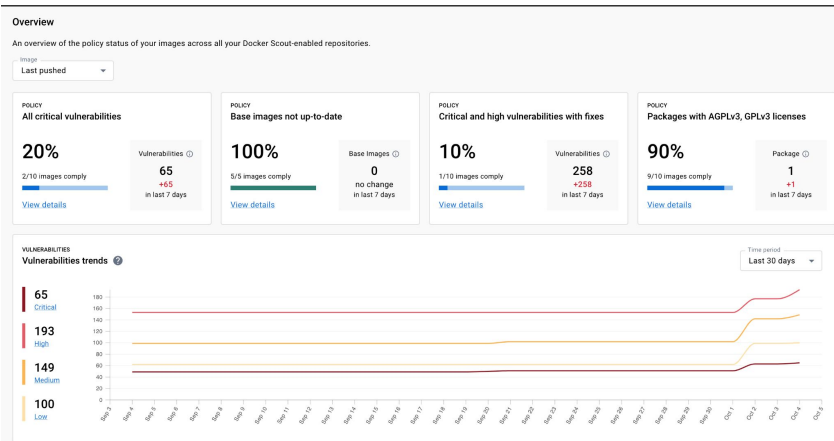 Overview
An overview of the policy status of your images across all your Docker Scout-enabled repositories.
Image
Last pushed
POLICY
All critical vulnerabilities
20%
2/10 images comply
View details
Vulnerabilities
65
+65
in last 7 days
POLICY
Base images not up-to-date
100%
5/5 images comply
View details
Base Images
0
no change
in last 7 days
POLICY
Critical and high vulnerabilities with fixes
10%
1/10 images comply
View details
Vulnerabilities
258
+258
in last 7 days
POLICY
Packages with AGPLv3, GPLv3 licenses
90%
9/10 images comply
View details
Package
1
+1
in last 7 days
VULNERABILITIES
Vulnerabilities trends
Time period
Last 30 days
65
Critical
193
High
149
Medium
100
Low
180
160
140
120
100
80
60
40
20
0
Sep 3
Sep 4
Sep 5
Sep 6
Sep 7
Sep 8
Sep 9
Sep 10
Sep 11
Sep 12
Sep 13
Sep 14
Sep 15
Sep 16
Sep 17
Sep 18
Sep 19
Sep 20
Sep 21
Sep 22
Sep 23
Sep 24
Sep 25
Sep 26
Sep 27
Sep 28
Sep 29
Sep 30
Oct 1
Oct 2
Oct 3
Oct 4
Oct 5